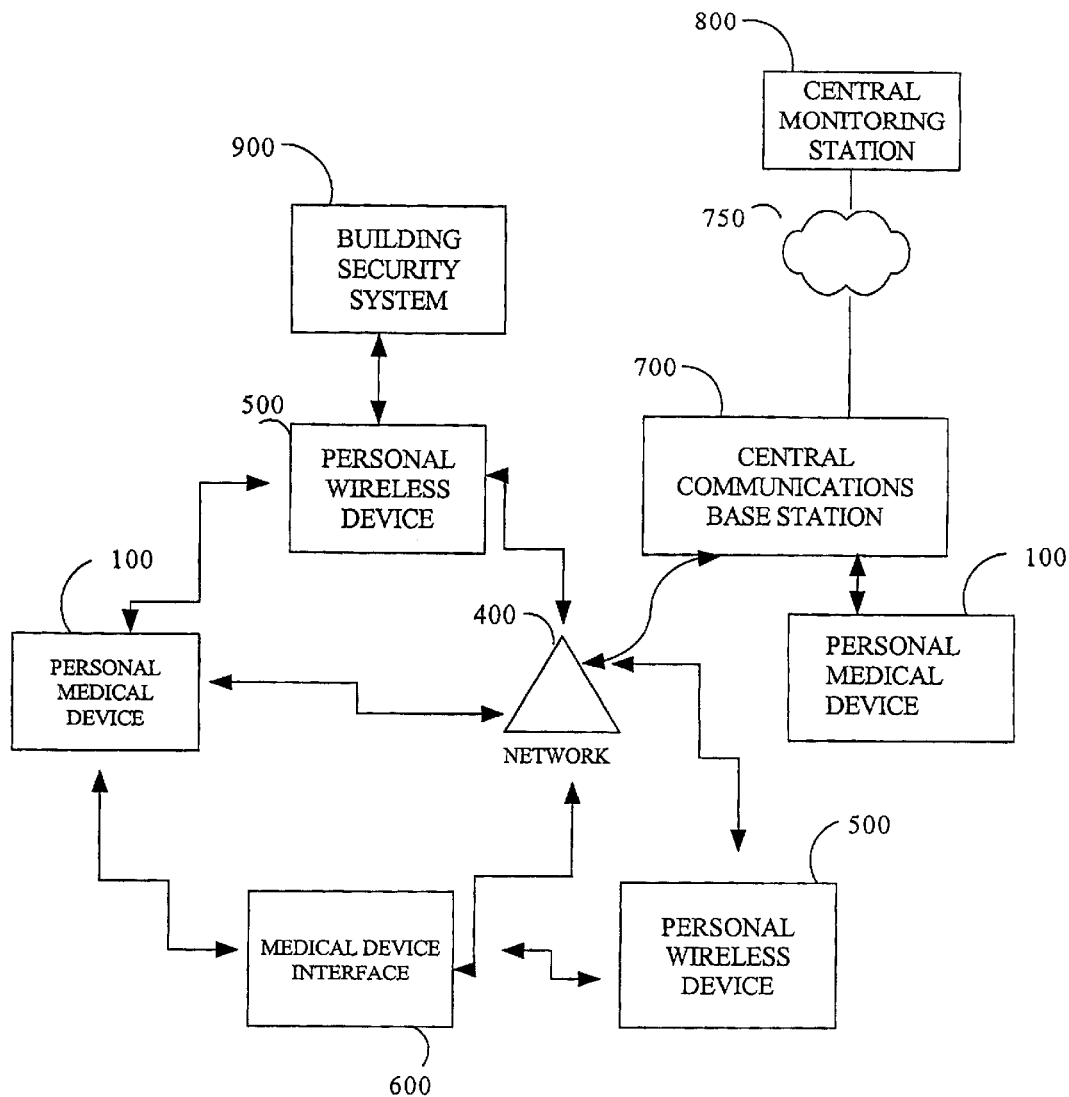 800
CENTRAL
MONITORING
STATION
900
750
BUILDING
SECURITY
SYSTEM
700
500
PERSONAL
WIRELESS
DEVICE
CENTRAL
COMMUNICATIONS
BASE STATION
100
100
400
PERSONAL
MEDICAL
DEVICE
PERSONAL
MEDICAL
DEVICE
NETWORK
500
MEDICAL DEVICE
INTERFACE
PERSONAL
WIRELESS
DEVICE
600